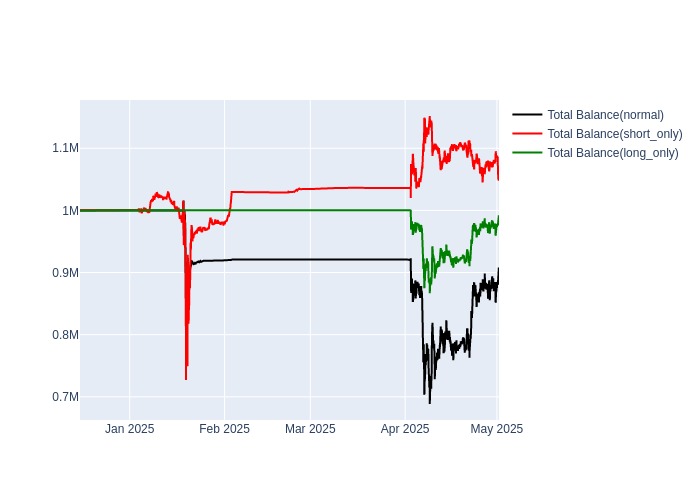 Total Balance(normal)
Total Balance(short_only)
Total Balance(long_only)
1.1M
1M
0.9M
0.8M
0.7M
Jan 2025 Feb 2025 Mar 2025 Apr 2025 May 2025